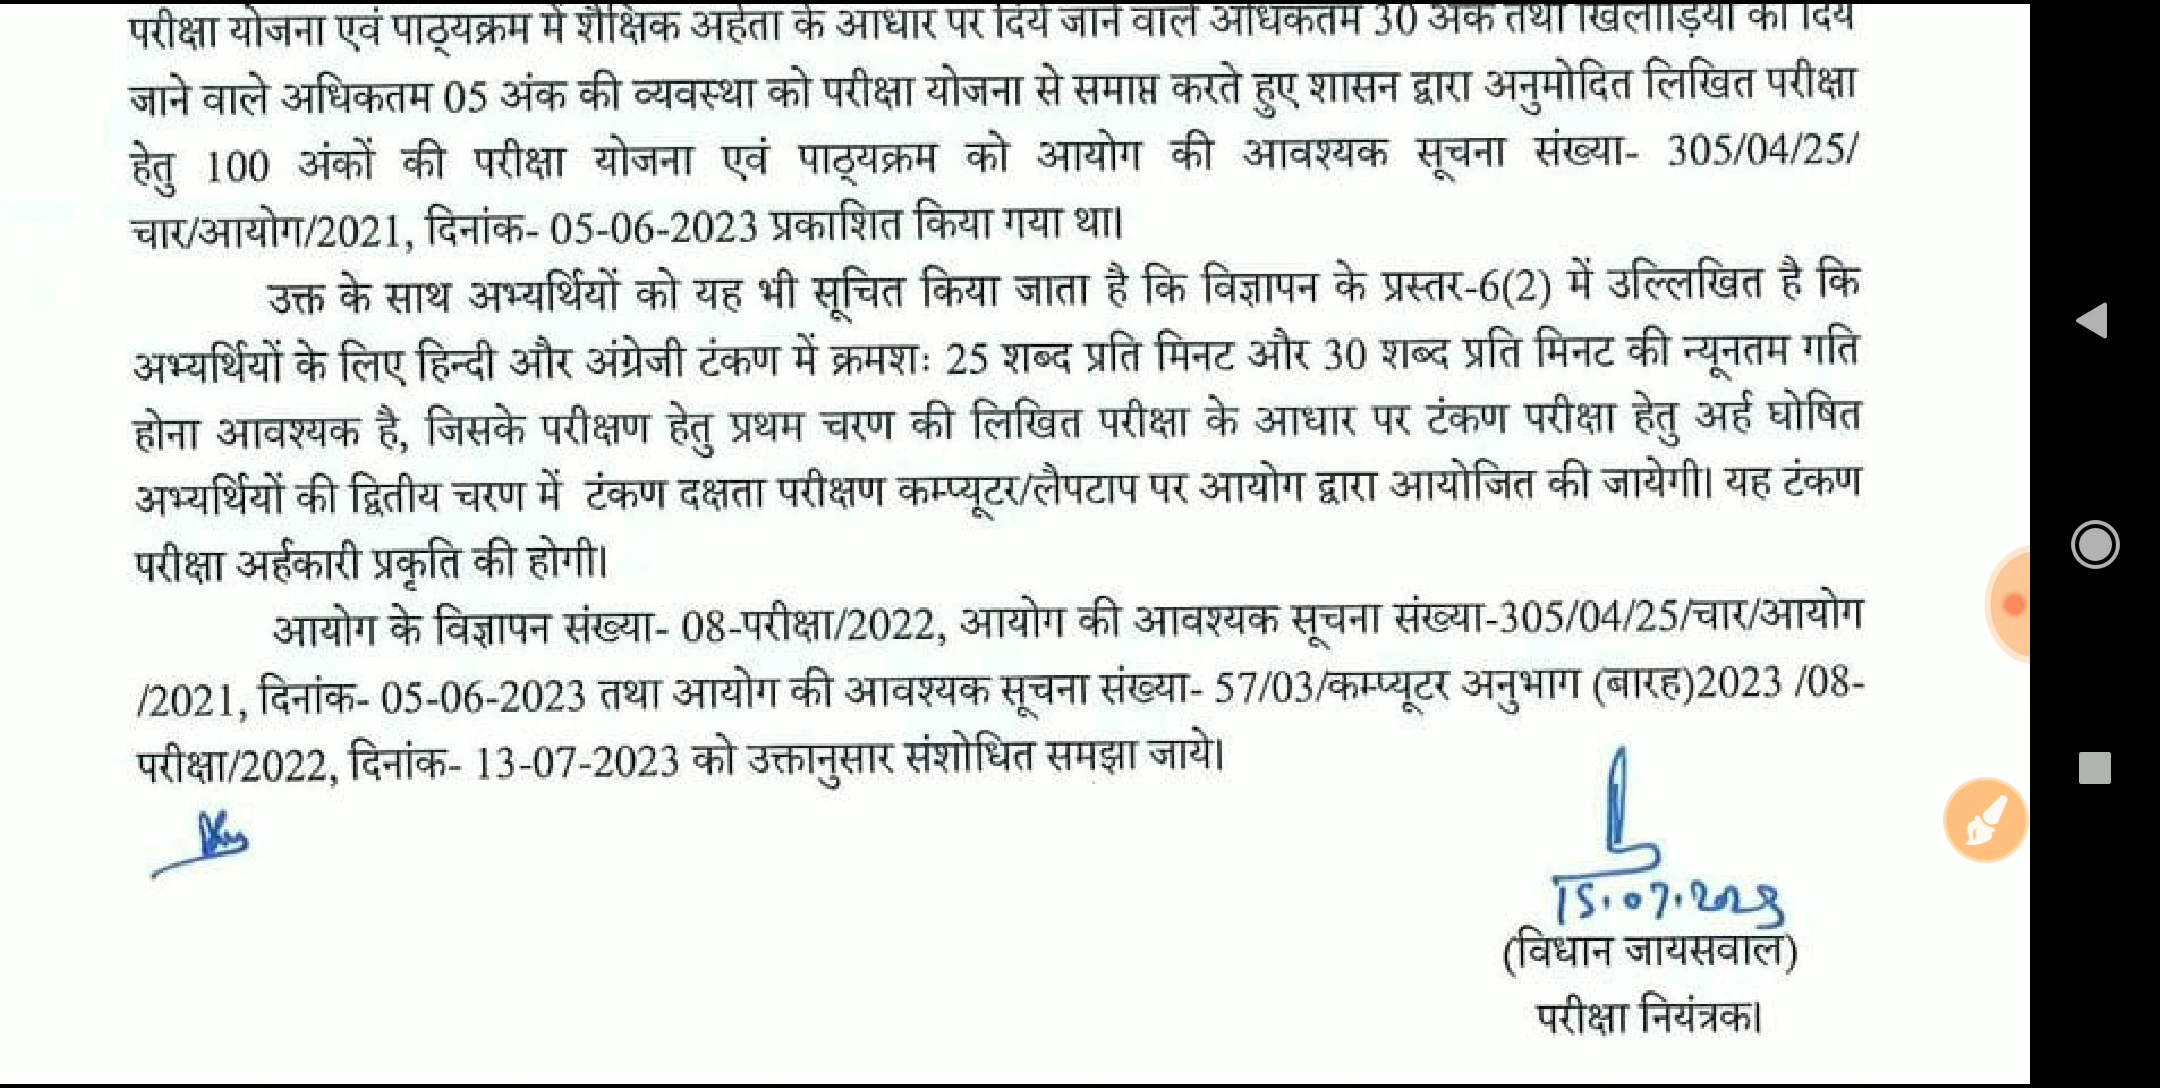 परीक्षा योजना एवं पाठ्यक्रम में शैक्षिक अर्हता के आधार पर दिये जाने वाले अधिकतम 30 अंक तथा खिलाड़ियों को दिये
जाने वाले अधिकतम 05 अंक की व्यवस्था को परीक्षा योजना से समाप्त करते हुए शासन द्वारा अनुमोदित लिखित परीक्षा
हेतु 100 अंकों की परीक्षा योजना एवं पाठ्यक्रम को आयोग की आवश्यक सूचना संख्या- 305/04/25/
चार/आयोग/2021, दिनांक- 05-06-2023 प्रकाशित किया गया था।
उक्त के साथ अभ्यर्थियों को यह भी सूचित किया जाता है कि विज्ञापन के प्रस्तर-6(2) में उल्लिखित है कि
अभ्यर्थियों के लिए हिन्दी और अंग्रेजी टंकण में क्रमशः 25 शब्द प्रति मिनट और 30 शब्द प्रति मिनट की न्यूनतम गति
होना आवश्यक है, जिसके परीक्षण हेतु प्रथम चरण की लिखित परीक्षा के आधार पर टंकण परीक्षा हेतु अर्ह घोषित
अभ्यर्थियों की द्वितीय चरण में टंकण दक्षता परीक्षण कम्प्यूटर/लैपटाप पर आयोग द्वारा आयोजित की जायेगी। यह टंकण
परीक्षा अर्हकारी प्रकृति की होगी।
आयोग के विज्ञापन संख्या- 08-परीक्षा/2022, आयोग की आवश्यक सूचना संख्या-305/04/25/चार/आयोग
/2021, दिनांक- 05-06-2023 तथा आयोग की आवश्यक सूचना संख्या- 57/03/कम्प्यूटर अनुभाग (बारह)2023 /08-
परीक्षा/2022, दिनांक- 13-07-2023 को उक्तानुसार संशोधित समझा जाये।
15.07.2023
(विधान जायसवाल)
परीक्षा नियंत्रक।